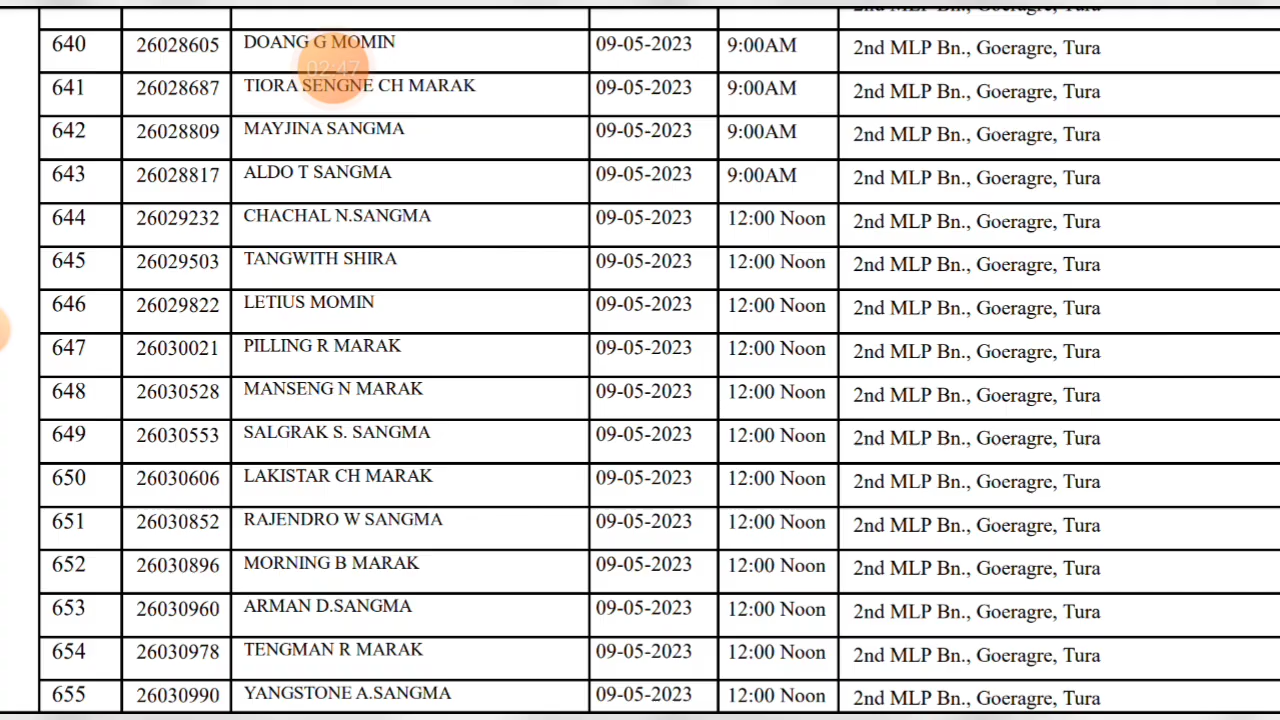 640 26028605 DOANG G MOMIN 09-05-2023 9:00AM 2nd MLP Bn., Goeragre, Tura
02:47
641 26028687 TIORA SENGNE CH MARAK 09-05-2023 9:00AM 2nd MLP Bn., Goeragre, Tura
642 26028809 MAYJINA SANGMA 09-05-2023 9:00AM 2nd MLP Bn., Goeragre, Tura
643 26028817 ALDO T SANGMA 09-05-2023 9:00AM 2nd MLP Bn., Goeragre, Tura
644 26029232 CHACHAL N.SANGMA 09-05-2023 12:00 Noon 2nd MLP Bn., Goeragre, Tura
645 26029503 TANGWITH SHIRA 09-05-2023 12:00 Noon 2nd MLP Bn., Goeragre, Tura
646 26029822 LETIUS MOMIN 09-05-2023 12:00 Noon 2nd MLP Bn., Goeragre, Tura
647 26030021 PILLING R MARAK 09-05-2023 12:00 Noon 2nd MLP Bn., Goeragre, Tura
648 26030528 MANSENG N MARAK 09-05-2023 12:00 Noon 2nd MLP Bn., Goeragre, Tura
649 26030553 SALGRAK S. SANGMA 09-05-2023 12:00 Noon 2nd MLP Bn., Goeragre, Tura
650 26030606 LAKISTAR CH MARAK 09-05-2023 12:00 Noon 2nd MLP Bn., Goeragre, Tura
651 26030852 RAJENDRO W SANGMA 09-05-2023 12:00 Noon 2nd MLP Bn., Goeragre, Tura
652 26030896 MORNING B MARAK 09-05-2023 12:00 Noon 2nd MLP Bn., Goeragre, Tura
653 26030960 ARMAN D.SANGMA 09-05-2023 12:00 Noon 2nd MLP Bn., Goeragre, Tura
654 26030978 TENGMAN R MARAK 09-05-2023 12:00 Noon 2nd MLP Bn., Goeragre, Tura
655 26030990 YANGSTONE A.SANGMA 09-05-2023 12:00 Noon 2nd MLP Bn., Goeragre, Tura